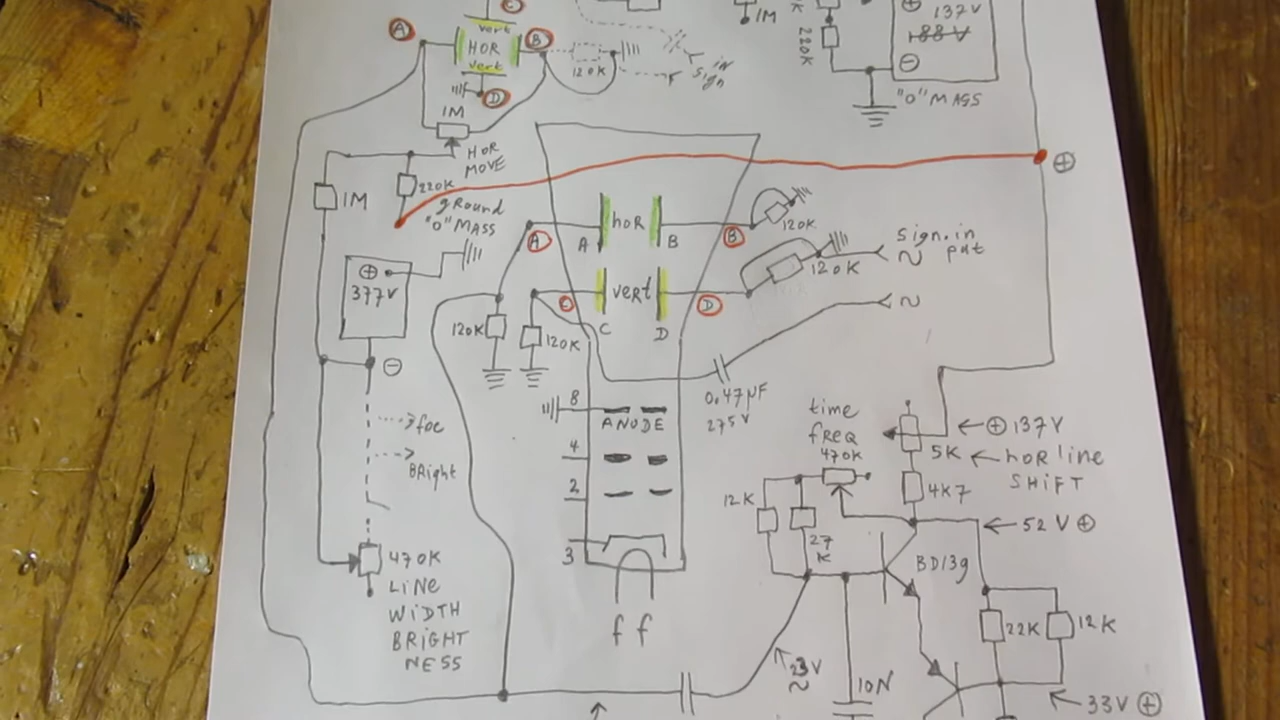 C
vert
A
HOR
B
vert
D
120K
IN
Sign
1M
HOR
MOVE
1M
220K
137V
88V
"0" MASS
1M
220K
gRound
"0" MASS
377V
hoR
A
B
A
B
120K
vert
C
D
C
D
120K
Sign.in
put
120K
120K
0.47µF
275V
8
ANODE
4
2
3
f f
foc
BRight
470K
LINE
WIDTH
BRIGHT
NESS
time
freq
470K
12K
27
K
5K
137V
hoR line
SHIFT
4K7
52 V
BD139
22K
12K
23V
10N
33V